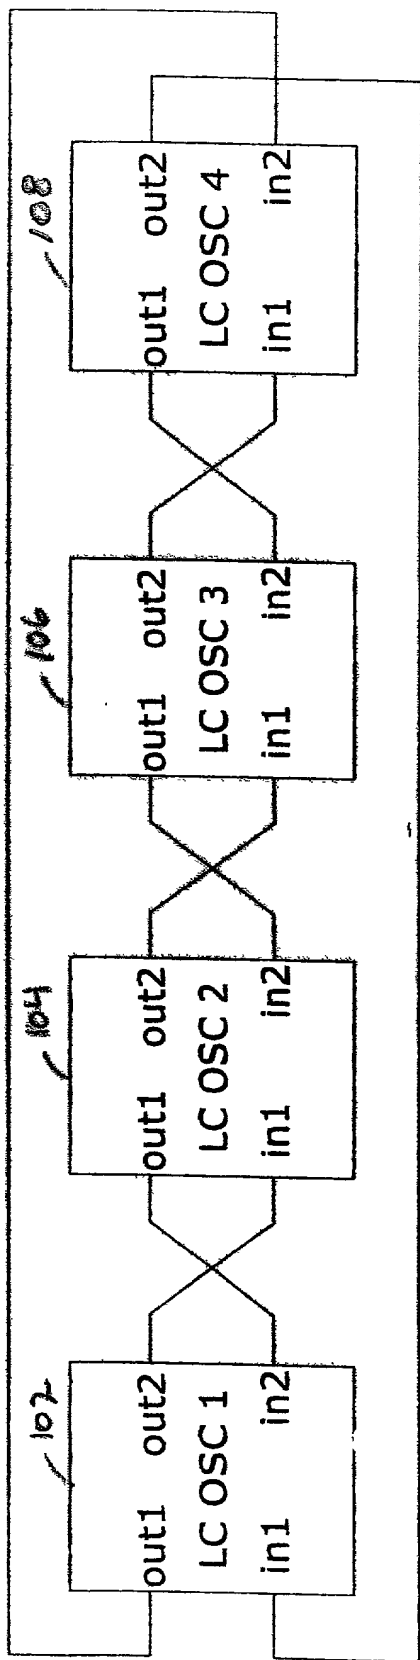 102
out1 out2
LC OSC 1
in1 in2
104
out1 out2
LC OSC 2
in1 in2
106
out1 out2
LC OSC 3
in1 in2
108
out1 out2
LC OSC 4
in1 in2